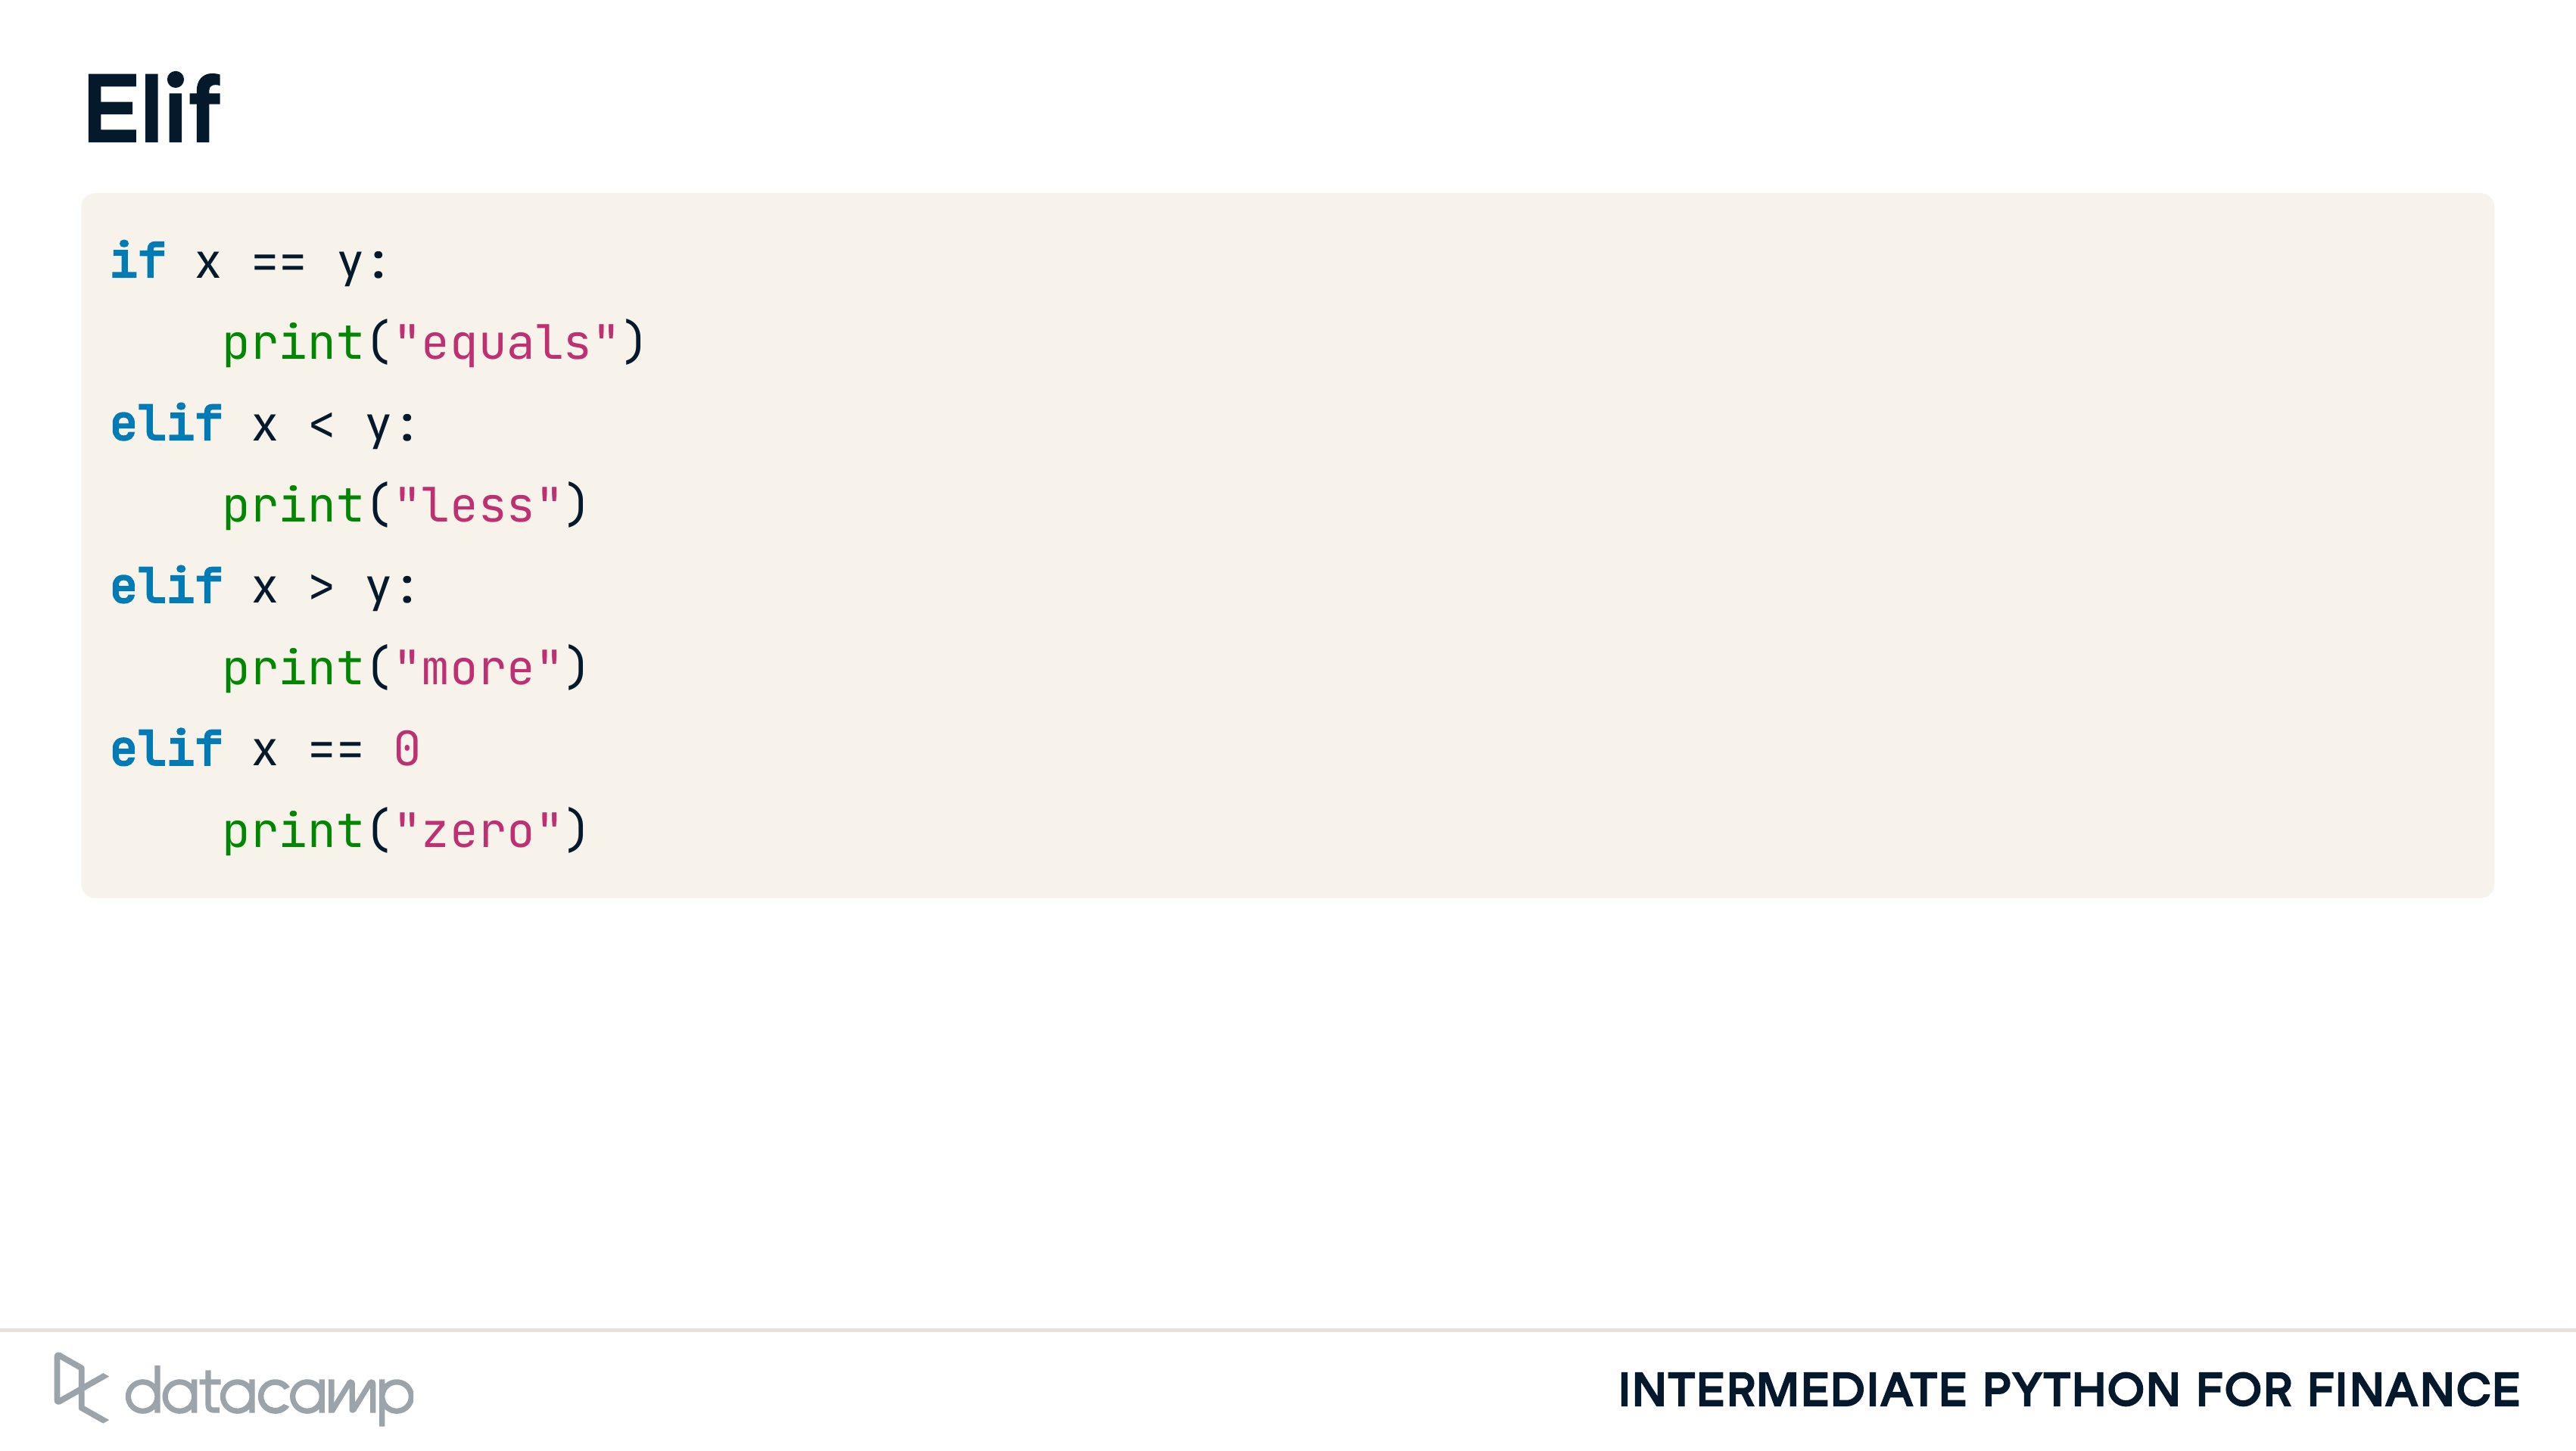 Elif
if x == y:
    print("equals")
elif x < y:
    print("less")
elif x > y:
    print("more")
elif x == 0
    print("zero")
datacamp
INTERMEDIATE PYTHON FOR FINANCE